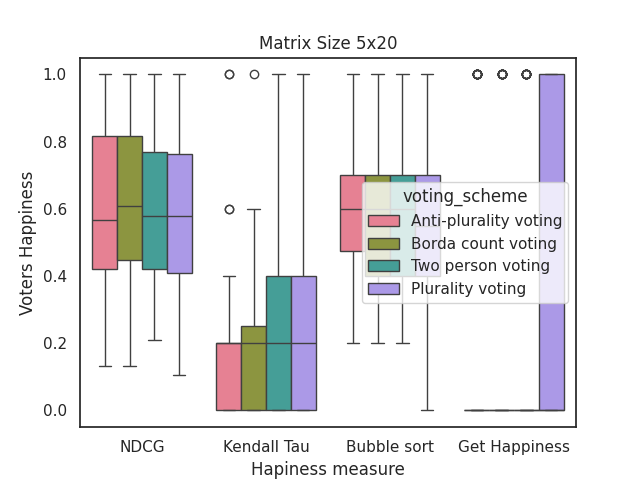 Matrix Size 5x20
Voters Happiness
1.0
0.8
0.6
0.4
0.2
0.0
voting_scheme
Anti-plurality voting
Borda count voting
Two person voting
Plurality voting
NDCG
Kendall Tau
Bubble sort
Get Happiness
Hapiness measure